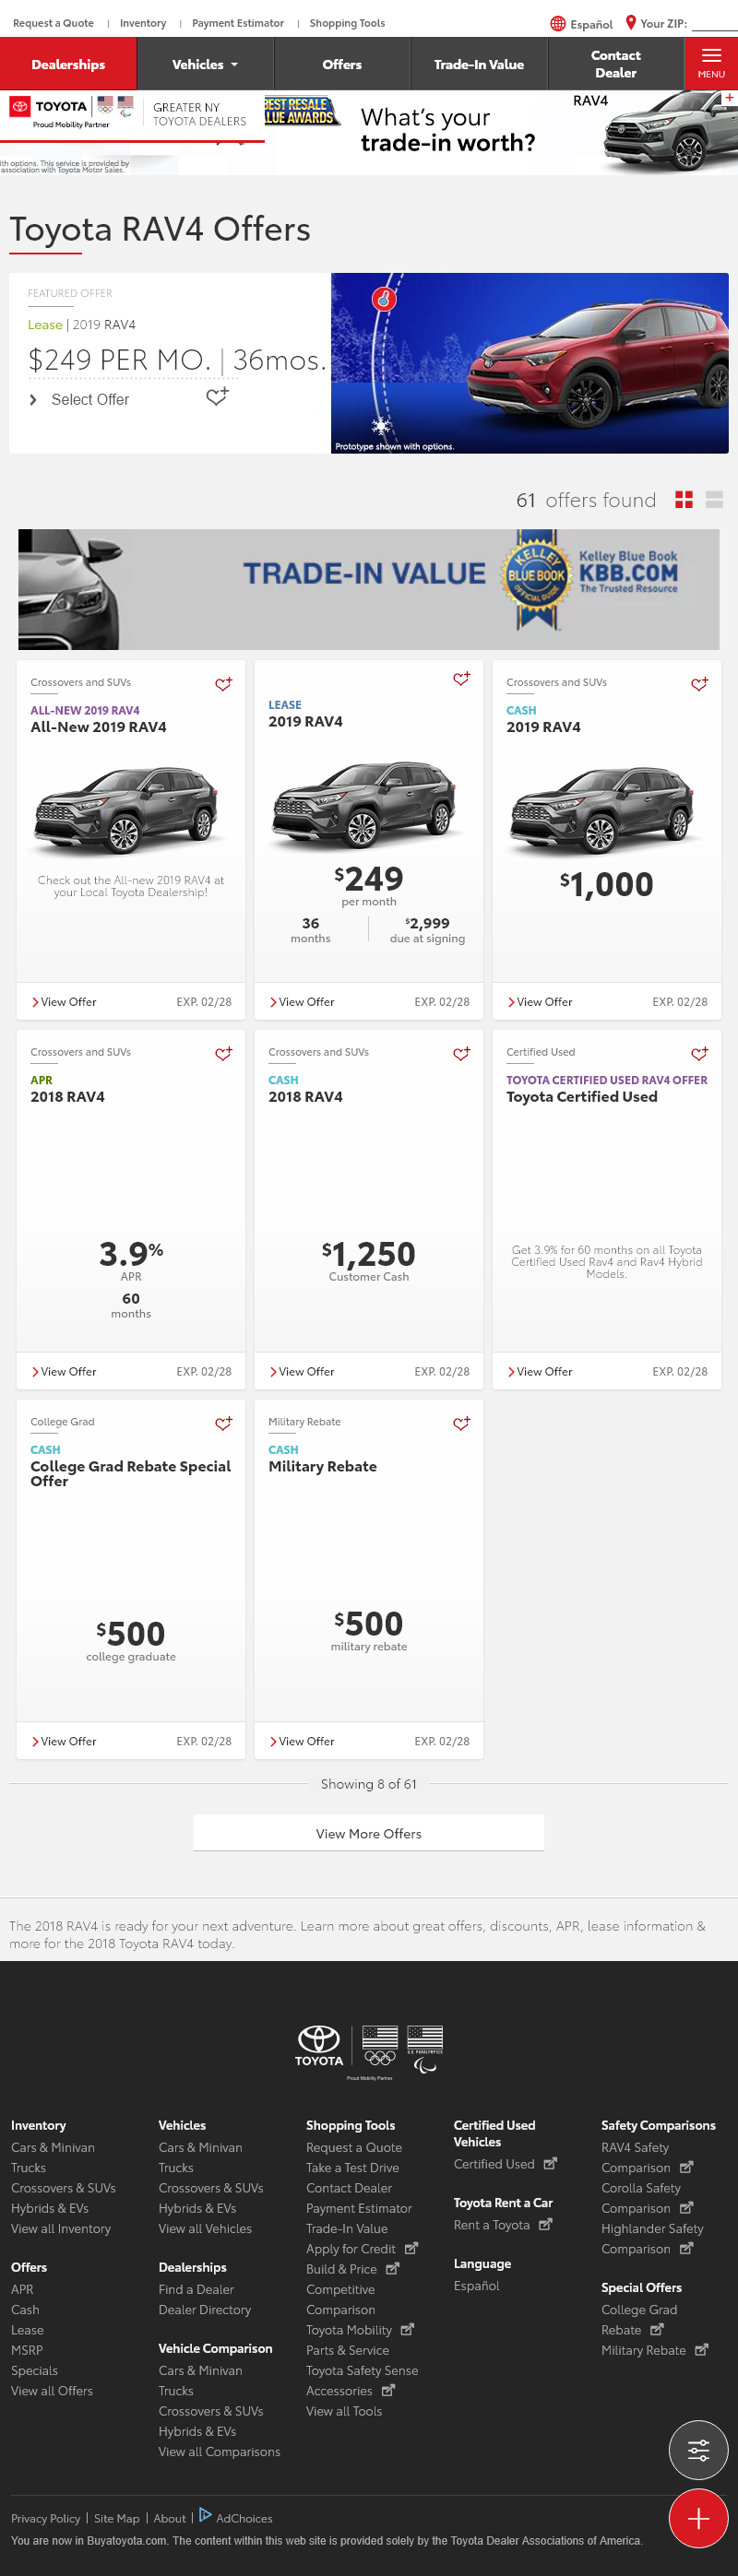 Request a Quote | Inventory | Payment Estimator | Shopping Tools
Español Your ZIP:
Dealerships
Vehicles
Offers
Trade-In Value
Contact
Dealer
MENU
TOYOTA
Proud Mobility Partner
GREATER NY
TOYOTA DEALERS
BEST RESALE
VALUE AWARDS
What's your
trade-in worth?
RAV4
ith options. This service is provided by
association with Toyota Motor Sales.
Toyota RAV4 Offers
FEATURED OFFER
Lease | 2019 RAV4
$249 PER MO. | 36mos.
Select Offer
Prototype shown with options.
61 offers found
TRADE-IN VALUE
KELLEY
BLUE BOOK
OFFICIAL GUIDE
Kelley Blue Book
KBB.COM
The Trusted Resource
Crossovers and SUVs
ALL-NEW 2019 RAV4
All-New 2019 RAV4
Check out the All-new 2019 RAV4 at
your Local Toyota Dealership!
View Offer EXP. 02/28
LEASE
2019 RAV4
$249
per month
36
months
$2,999
due at signing
View Offer EXP. 02/28
Crossovers and SUVs
CASH
2019 RAV4
$1,000
View Offer EXP. 02/28
Crossovers and SUVs
APR
2018 RAV4
3.9%
APR
60
months
View Offer EXP. 02/28
Crossovers and SUVs
CASH
2018 RAV4
$1,250
Customer Cash
View Offer EXP. 02/28
Certified Used
TOYOTA CERTIFIED USED RAV4 OFFER
Toyota Certified Used
Get 3.9% for 60 months on all Toyota
Certified Used Rav4 and Rav4 Hybrid
Models.
View Offer EXP. 02/28
College Grad
CASH
College Grad Rebate Special
Offer
$500
college graduate
View Offer EXP. 02/28
Military Rebate
CASH
Military Rebate
$500
military rebate
View Offer EXP. 02/28
Showing 8 of 61
View More Offers
The 2018 RAV4 is ready for your next adventure. Learn more about great offers, discounts, APR, lease information &
more for the 2018 Toyota RAV4 today.
TOYOTA
U.S. PARALYMPICS
Proud Mobility Partner
Inventory
Cars & Minivan
Trucks
Crossovers & SUVs
Hybrids & EVs
View all Inventory
Offers
APR
Cash
Lease
MSRP
Specials
View all Offers
Vehicles
Cars & Minivan
Trucks
Crossovers & SUVs
Hybrids & EVs
View all Vehicles
Dealerships
Find a Dealer
Dealer Directory
Vehicle Comparison
Cars & Minivan
Trucks
Crossovers & SUVs
Hybrids & EVs
View all Comparisons
Shopping Tools
Request a Quote
Take a Test Drive
Contact Dealer
Payment Estimator
Trade-In Value
Apply for Credit
Build & Price
Competitive
Comparison
Toyota Mobility
Parts & Service
Toyota Safety Sense
Accessories
View all Tools
Certified Used
Vehicles
Certified Used
Toyota Rent a Car
Rent a Toyota
Language
Español
Safety Comparisons
RAV4 Safety
Comparison
Corolla Safety
Comparison
Highlander Safety
Comparison
Special Offers
College Grad
Rebate
Military Rebate
Privacy Policy | Site Map | About | AdChoices
You are now in Buyatoyota.com. The content within this web site is provided solely by the Toyota Dealer Associations of America.